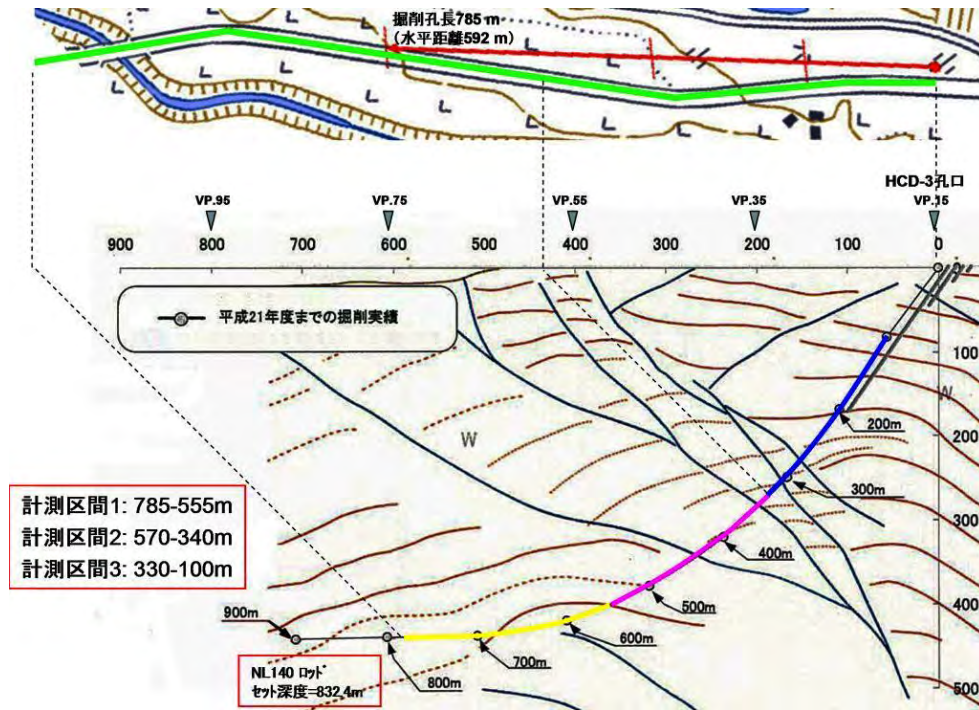 掘削孔長785 m
(水平距離592 m)
HCD-3孔口
VP.95
VP.75
VP.55
VP.35
VP.15
900
800
700
600
500
400
300
200
100
0
平成21年度までの掘削実績
100
200
300
400
500
W
W
200m
300m
400m
500m
600m
700m
800m
900m
計測区間1: 785-555m
計測区間2: 570-340m
計測区間3: 330-100m
NL140 ロッド
セット深度=832.4m